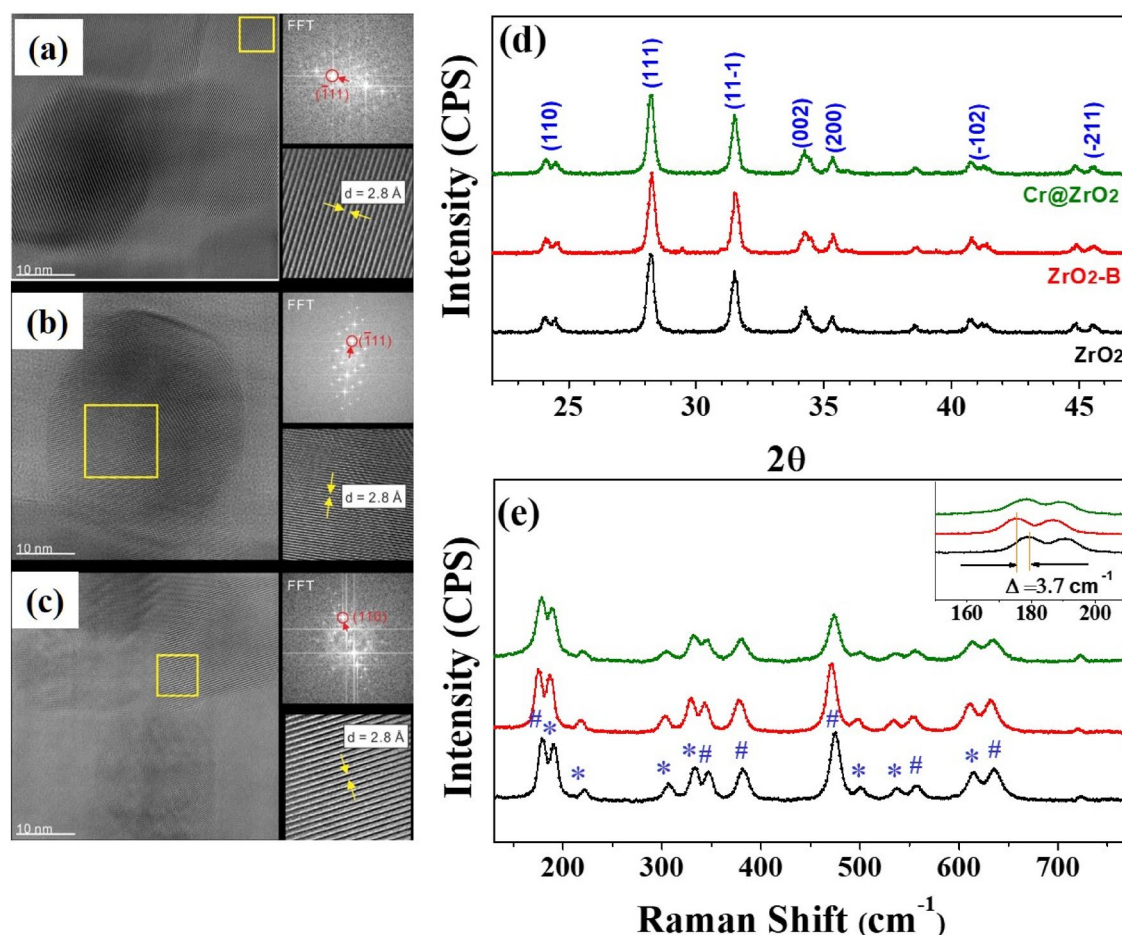 (a)
FFT
(1̄11)
d = 2.8 Å
10 nm
(b)
FFT
(1̄11)
d = 2.8 Å
10 nm
(c)
FFT
d = 2.8 Å
10 nm
(d)
Intensity (CPS)
(110)
(111)
(11-1)
(002)
(200)
(-102)
(-211)
Cr@ZrO2
ZrO2-B
ZrO2
25 30 35 40 45
2θ
(e)
Intensity (CPS)
Δ =3.7 cm⁻¹
150 160 180 200
# * * * * # # # * * # * #
200 300 400 500 600 700
Raman Shift (cm⁻¹)